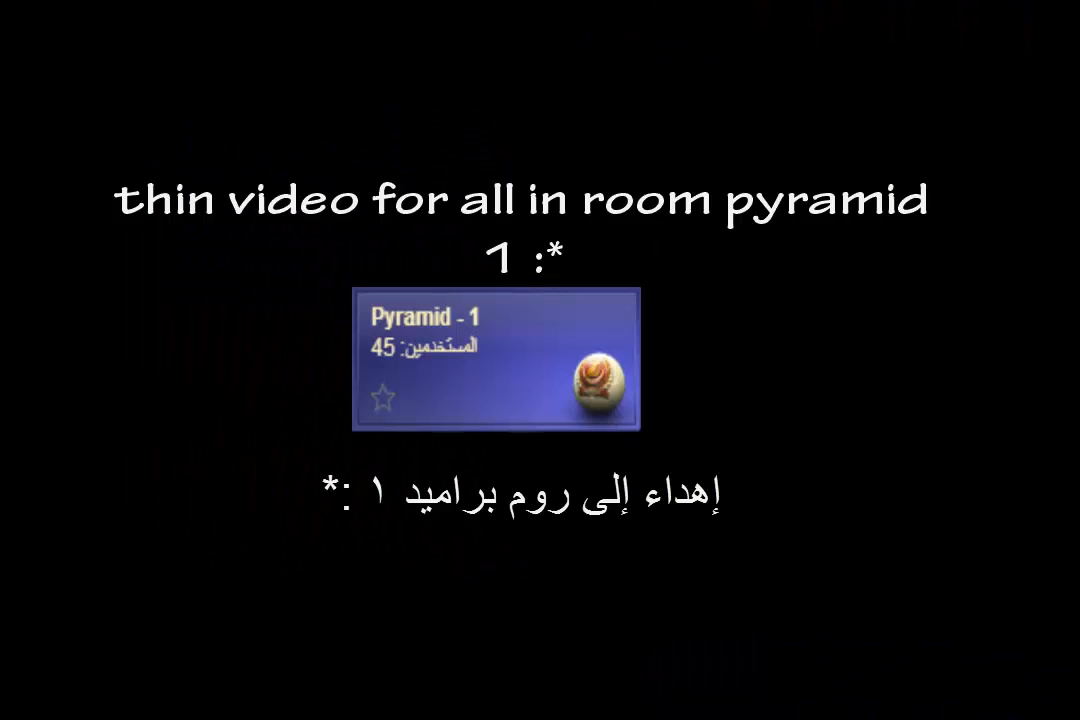 thin video for all in room pyramid
1 :*
Pyramid - 1
المستخدمين: 45
إهداء إلى روم براميد ١ :*